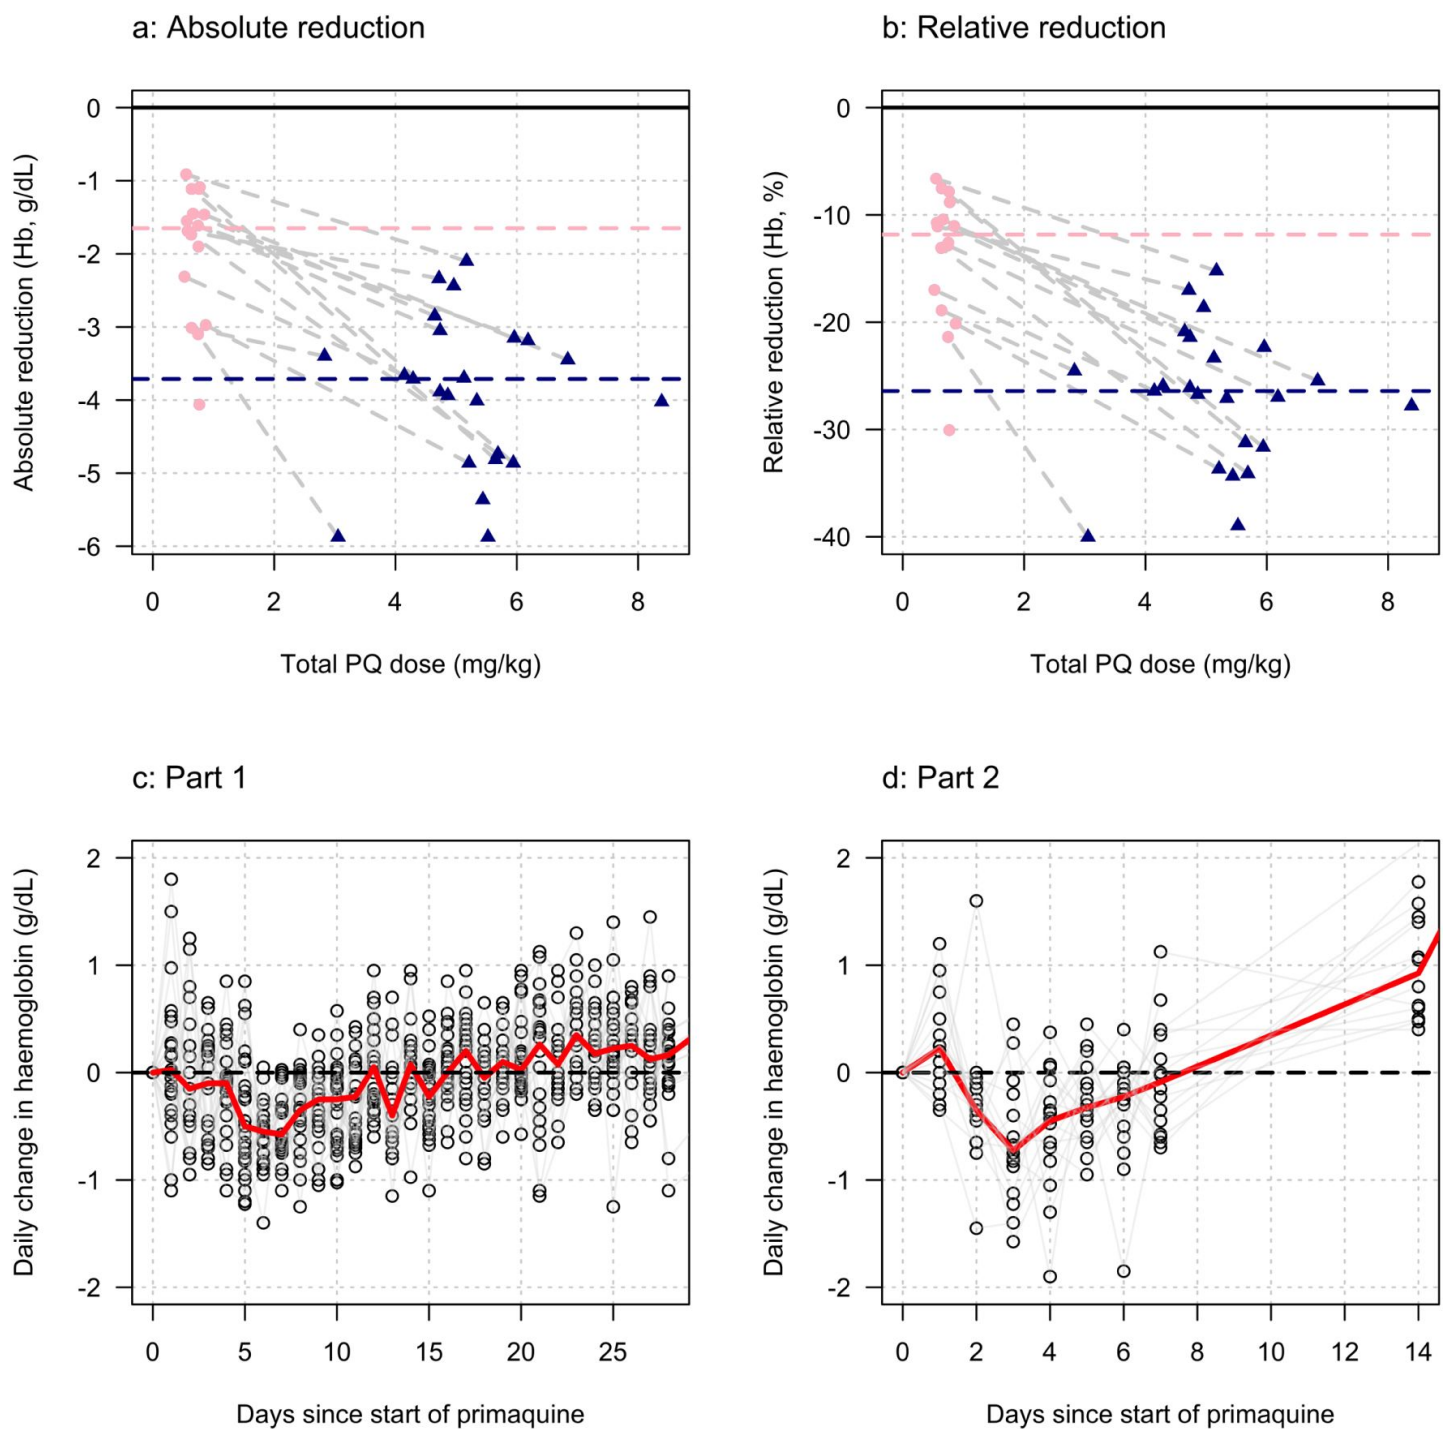 a: Absolute reduction
Absolute reduction (Hb, g/dL)
0
-1
-2
-3
-4
-5
-6
0 2 4 6 8
Total PQ dose (mg/kg)
b: Relative reduction
Relative reduction (Hb, %)
0
-10
-20
-30
-40
0 2 4 6 8
Total PQ dose (mg/kg)
c: Part 1
Daily change in haemoglobin (g/dL)
2
1
0
-1
-2
0 5 10 15 20 25
Days since start of primaquine
d: Part 2
Daily change in haemoglobin (g/dL)
2
1
0
-1
-2
0 2 4 6 8 10 12 14
Days since start of primaquine